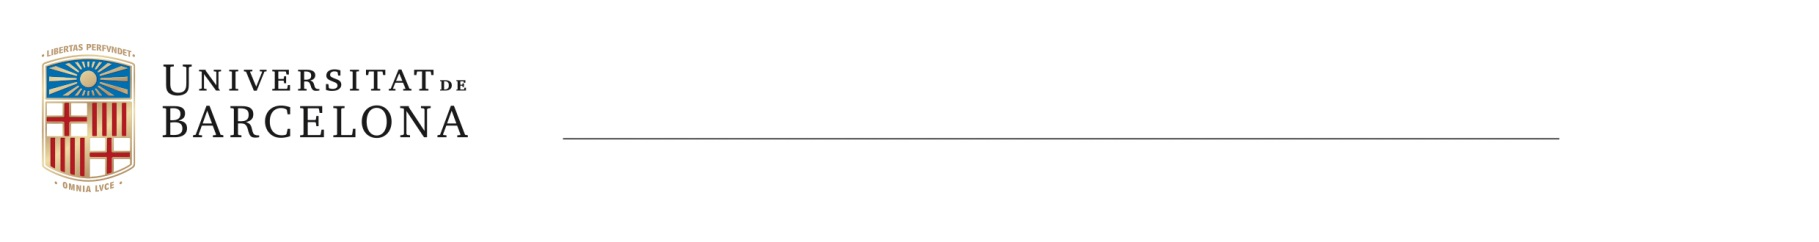 · LIBERTAS PERFVNDET ·
UNIVERSITAT DE
BARCELONA
· OMNIA LVCE ·